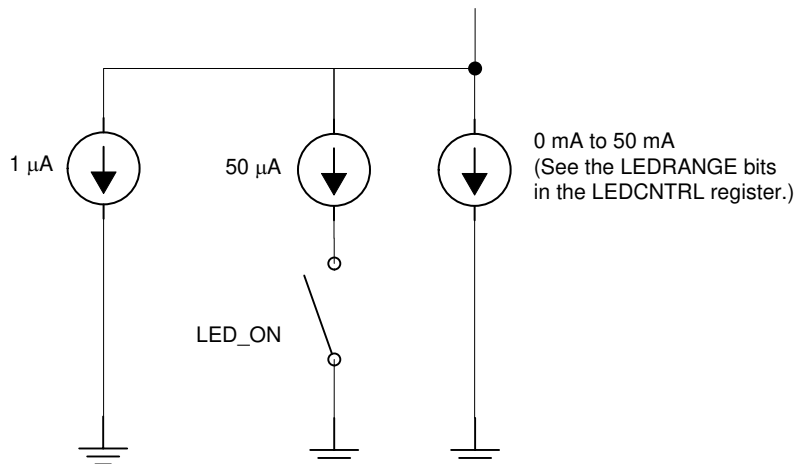 1 μA
50 μA
0 mA to 50 mA
(See the LEDRANGE bits
in the LEDCNTRL register.)
LED_ON